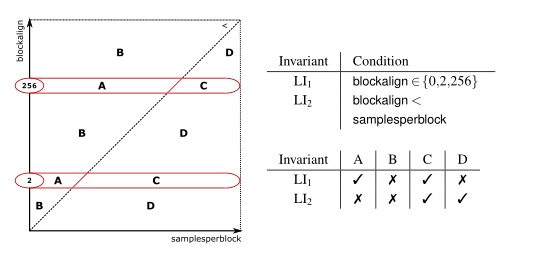 blockalign
<
B
D
256
A
C
B
D
2
A
C
B
D
samplesperblock
Invariant Condition
LI₁ blockalign ∈ {0,2,256}
LI₂ blockalign <
samplesperblock
Invariant A B C D
LI₁ ✓ ✗ ✓ ✗
LI₂ ✗ ✗ ✓ ✓